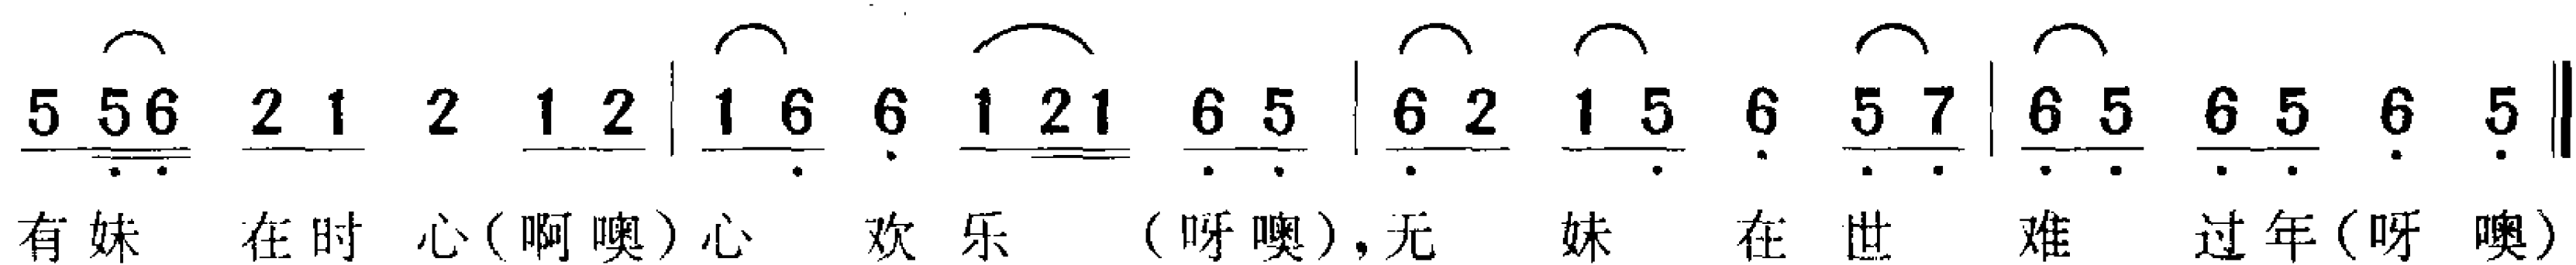 5 56 2 1 2 1 2 | 1 6 6 1 21 6 5 | 6 2 1 5 6 5 7 | 6 5 6 5 6 5 ‖
有妹 在时 心(啊噢)心 欢 乐 (呀噢),无 妹 在 世 难 过年(呀 噢)